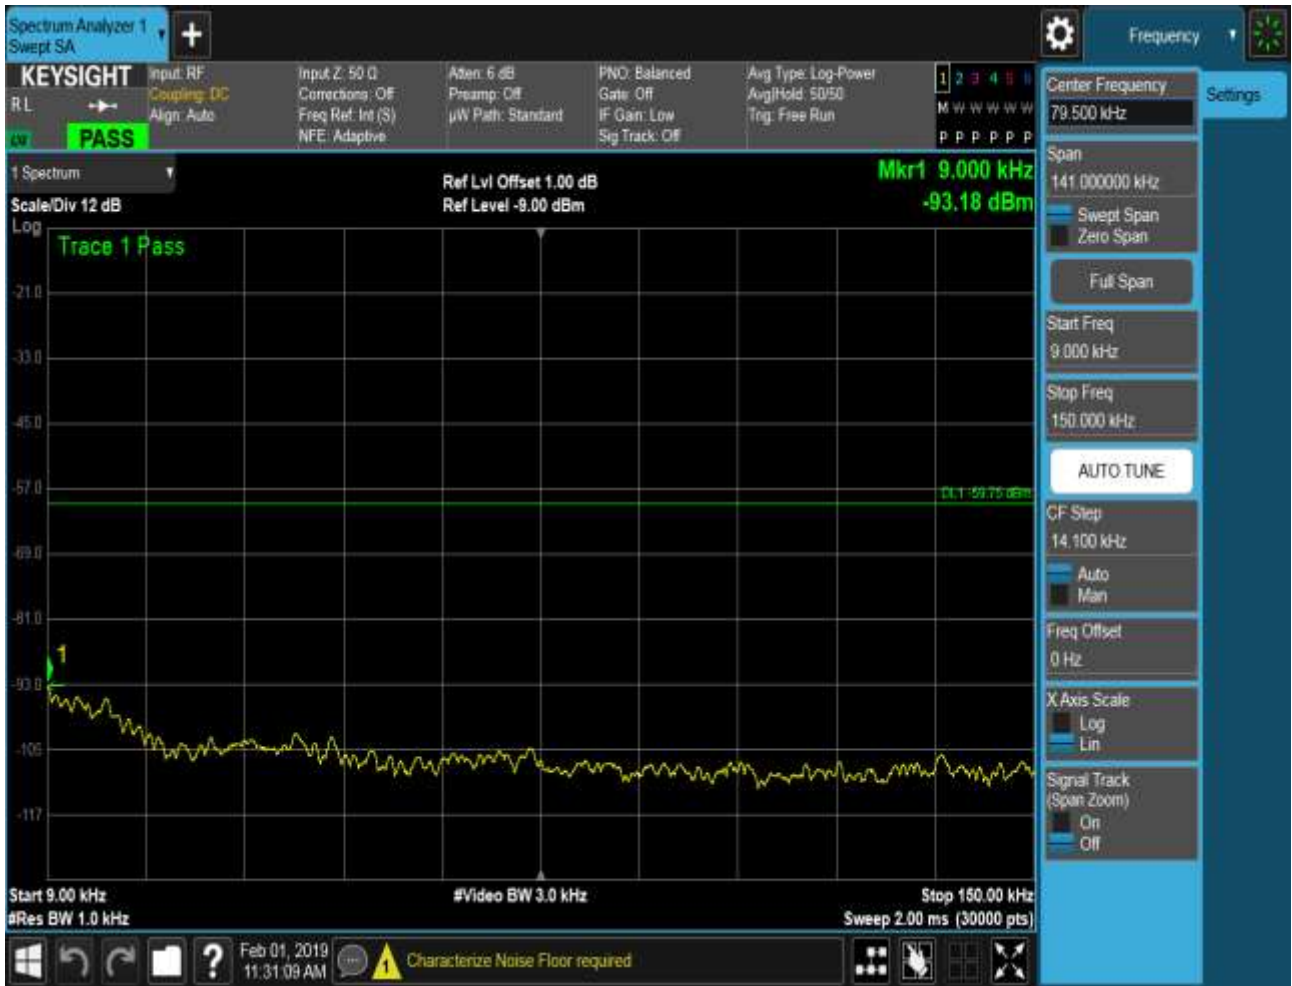 Spectrum Analyzer 1
Swept SA
Frequency
KEYSIGHT
Input: RF
Coupling: DC
Align: Auto
Input Z: 50 Ω
Corrections: Off
Freq Ref: Int (S)
NFE: Adaptive
Atten: 6 dB
Preamp: Off
µW Path: Standard
PNO: Balanced
Gate: Off
IF Gain: Low
Sig Track: Off
Avg Type: Log-Power
Avg|Hold: 50/50
Trig: Free Run
1 2 3 4 5 6
M W W W W W
P P P P P P
R L
PASS
Center Frequency
79.500 kHz
Settings
Span
141.000000 kHz
Swept Span
Zero Span
Full Span
Start Freq
9.000 kHz
Stop Freq
150.000 kHz
AUTO TUNE
CF Step
14.100 kHz
Auto
Man
Freq Offset
0 Hz
X Axis Scale
Log
Lin
Signal Track
(Span Zoom)
On
Off
1 Spectrum
Scale/Div 12 dB
Log
Ref Lvl Offset 1.00 dB
Ref Level -9.00 dBm
Mkr1 9.000 kHz
-93.18 dBm
Trace 1 Pass
-21.0
-33.0
-45.0
-57.0
DL1 -59.75 dBm
-69.0
-81.0
1
-93.0
-105
-117
Start 9.00 kHz
#Video BW 3.0 kHz
Stop 150.00 kHz
#Res BW 1.0 kHz
Sweep 2.00 ms (30000 pts)
?
Feb 01, 2019
11:31:09 AM
1
Characterize Noise Floor required